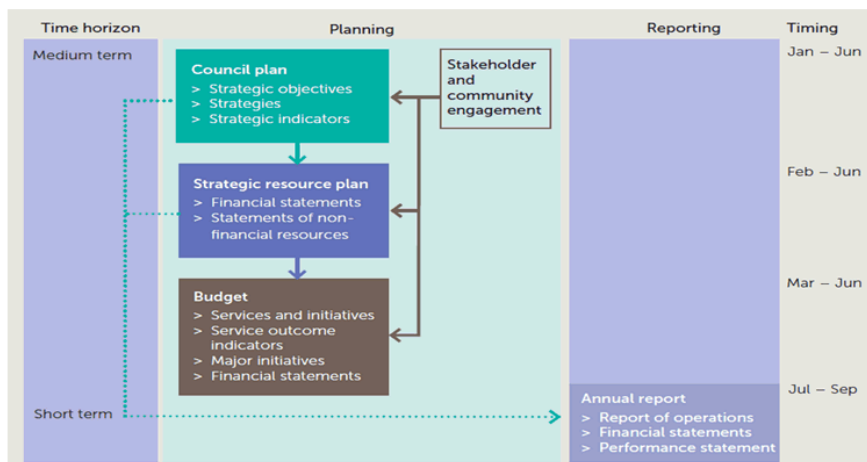 Time horizon
Planning
Reporting
Timing
Medium term
Jan – Jun
Council plan
> Strategic objectives
> Strategies
> Strategic indicators
Stakeholder
and
community
engagement
Feb – Jun
Strategic resource plan
> Financial statements
> Statements of non-
financial resources
Mar – Jun
Budget
> Services and initiatives
> Service outcome
indicators
> Major initiatives
> Financial statements
Jul – Sep
Short term
Annual report
> Report of operations
> Financial statements
> Performance statement